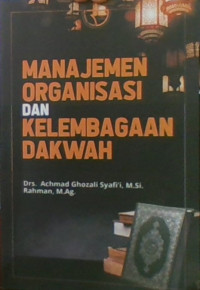 MANAJEMEN
ORGANISASI
DAN
KELEMBAGAAN
DAKWAH
Drs. Achmad Ghozali Syafi'i, M.Si.
Rahman, M.Ag.